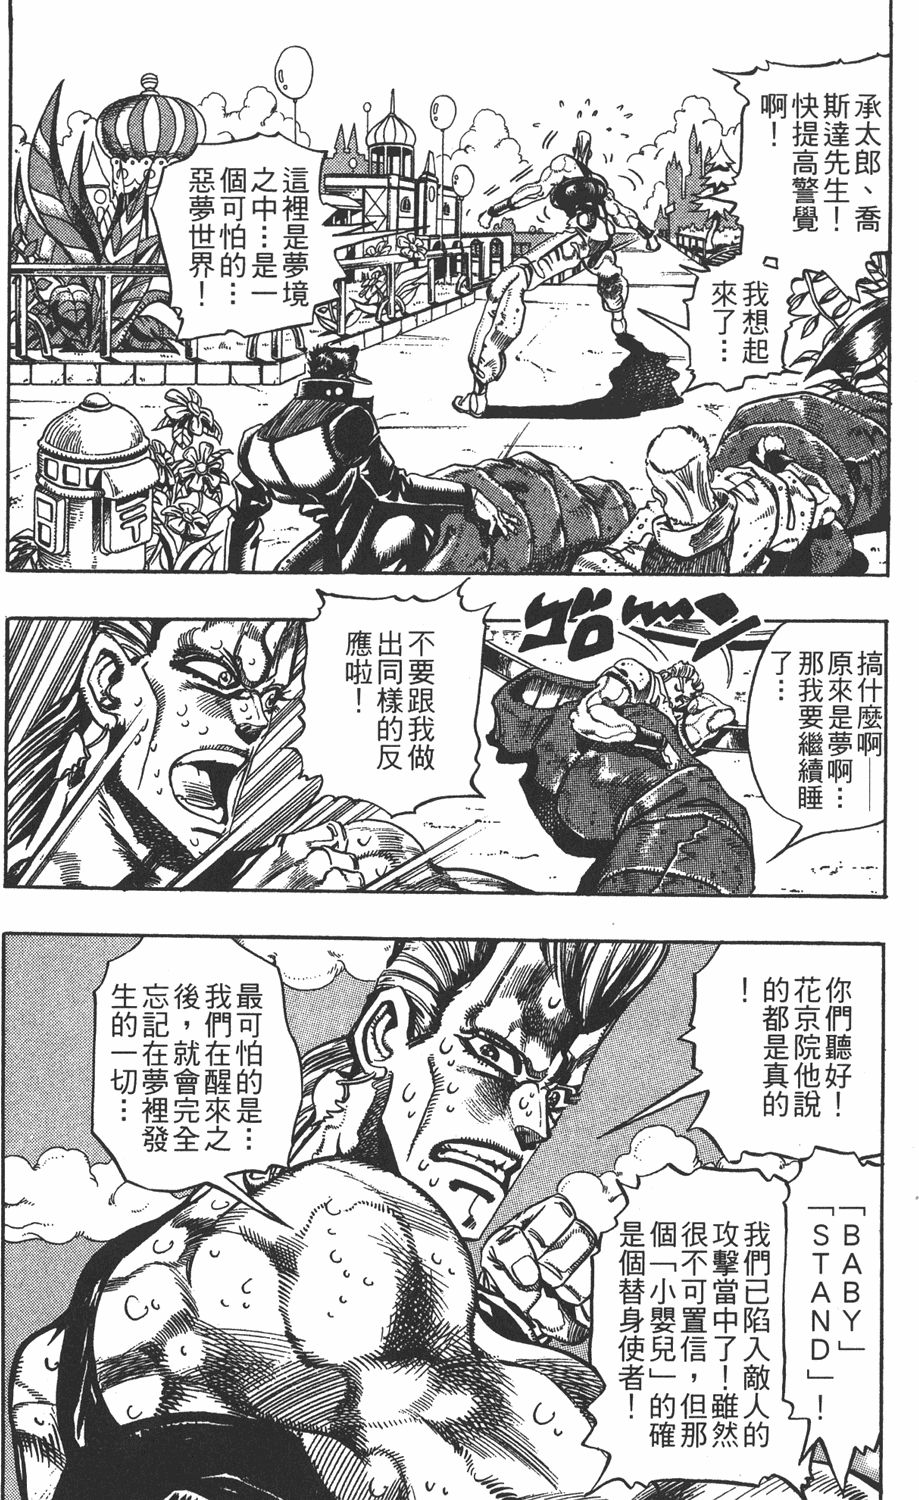 承太郎、喬
斯達先生！
快提高警覺
啊！
我想起
來了…
這裡是夢境
之中…是一
個可怕的…
惡夢世界！
搞什麼啊——
原來是夢啊…
那我要繼續睡
了…
ゴロ
ゴーン
不要跟我做
出同樣的反
應啦！
你們聽好！
花京院他說
的都是真的
！
「BABY」
「STAND」！
我們已陷入敵人的
攻擊當中了！雖然
很不可置信，但那
個「小嬰兒」的確
是個替身使者！
最可怕的是…
我們在醒來之
後，就會完全
忘記在夢裡發
生的一切…